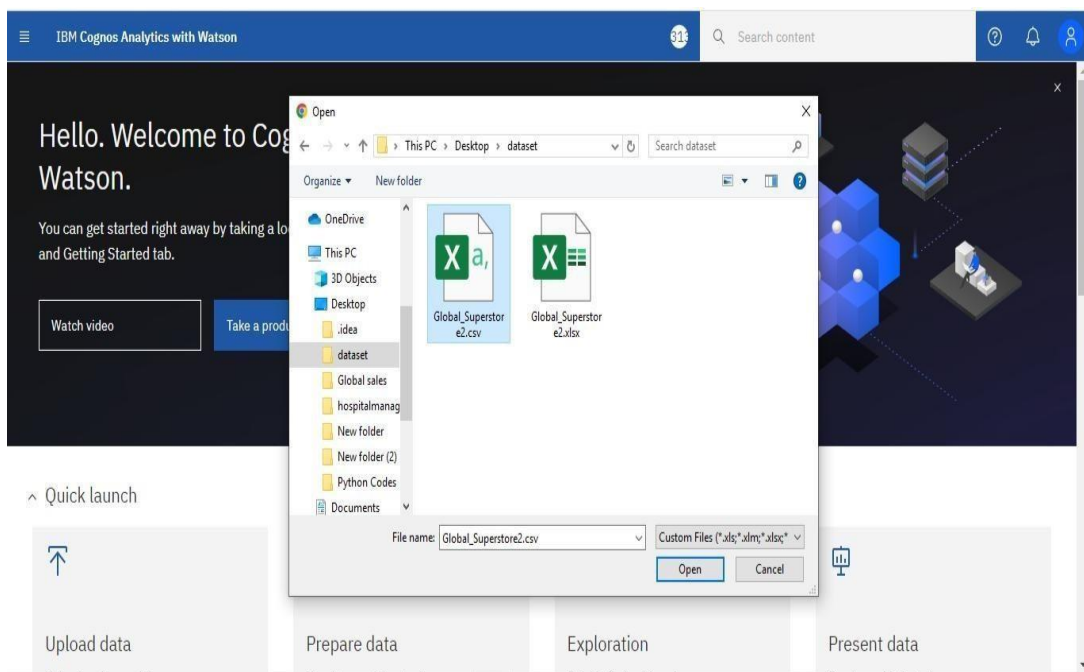 IBM Cognos Analytics with Watson
Search content
Hello. Welcome to Cog
Watson.
You can get started right away by taking a lo
and Getting Started tab.
Watch video
Take a produ
Open
This PC > Desktop > dataset
Search dataset
Organize
New folder
OneDrive
This PC
3D Objects
Desktop
.idea
dataset
Global sales
hospitalmanag
New folder
New folder (2)
Python Codes
Documents
X a,
Global_Superstor
e2.csv
X
Global_Superstor
e2.xlsx
File name:
Global_Superstore2.csv
Custom Files (*.xls;*.xlm;*.xlsx;*
Open
Cancel
Quick launch
Upload data
Prepare data
Exploration
Present data